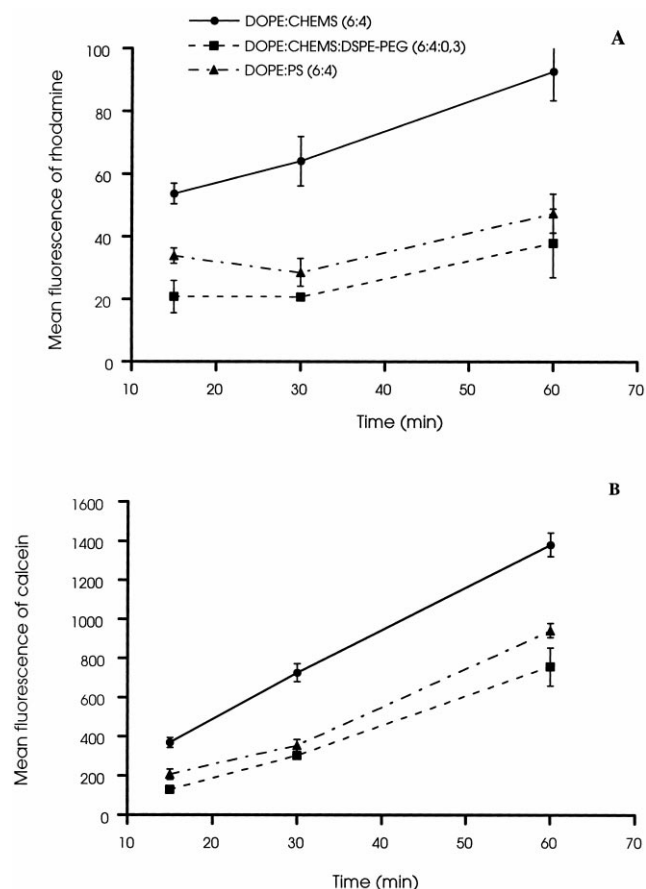 DOPE:CHEMS (6:4)
DOPE:CHEMS:DSPE-PEG (6:4:0,3)
DOPE:PS (6:4)
A
100
80
60
40
20
0
Mean fluorescence of rhodamine
10 20 30 40 50 60 70
Time (min)
B
1600
1400
1200
1000
800
600
400
200
0
Mean fluorescence of calcein
10 20 30 40 50 60 70
Time (min)